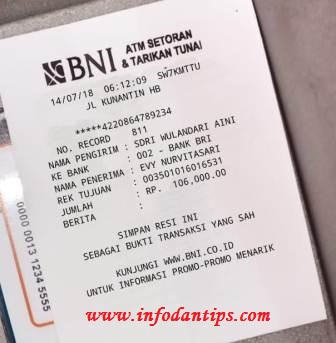 BNI ATM SETORAN
& TARIKAN TUNAI
14/07/18 06:12:09 SW7KMTTU
JL KUNANTIN HB
*****4220864789234
NO. RECORD 811
NAMA PENGIRIM : SDRI WULANDARI AINI
KE BANK : 002 - BANK BRI
NAMA PENERIMA : EVY NURVITASARI
REK TUJUAN : 003501016016531
JUMLAH : RP. 106,000.00
BERITA :
SIMPAN RESI INI
SEBAGAI BUKTI TRANSAKSI YANG SAH
KUNJUNGI WWW.BNI.CO.ID
UNTUK INFORMASI PROMO-PROMO MENARIK
0000 0013 1234 5555
www.infodantips.com